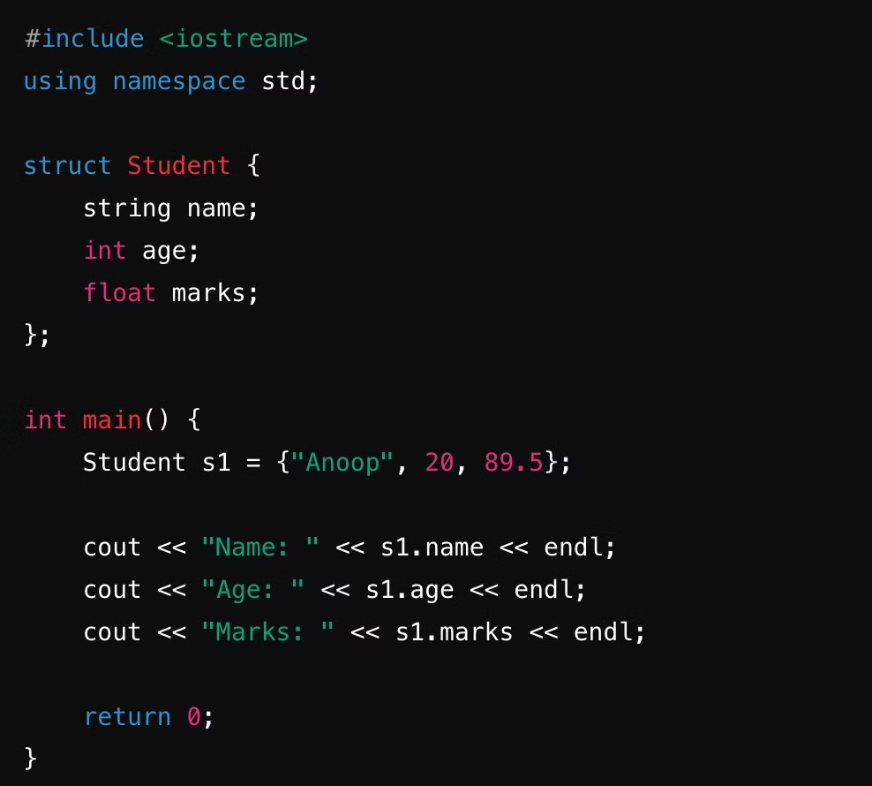 #include <iostream>
using namespace std;

struct Student {
    string name;
    int age;
    float marks;
};

int main() {
    Student s1 = {"Anoop", 20, 89.5};

    cout << "Name: " << s1.name << endl;
    cout << "Age: " << s1.age << endl;
    cout << "Marks: " << s1.marks << endl;

    return 0;
}